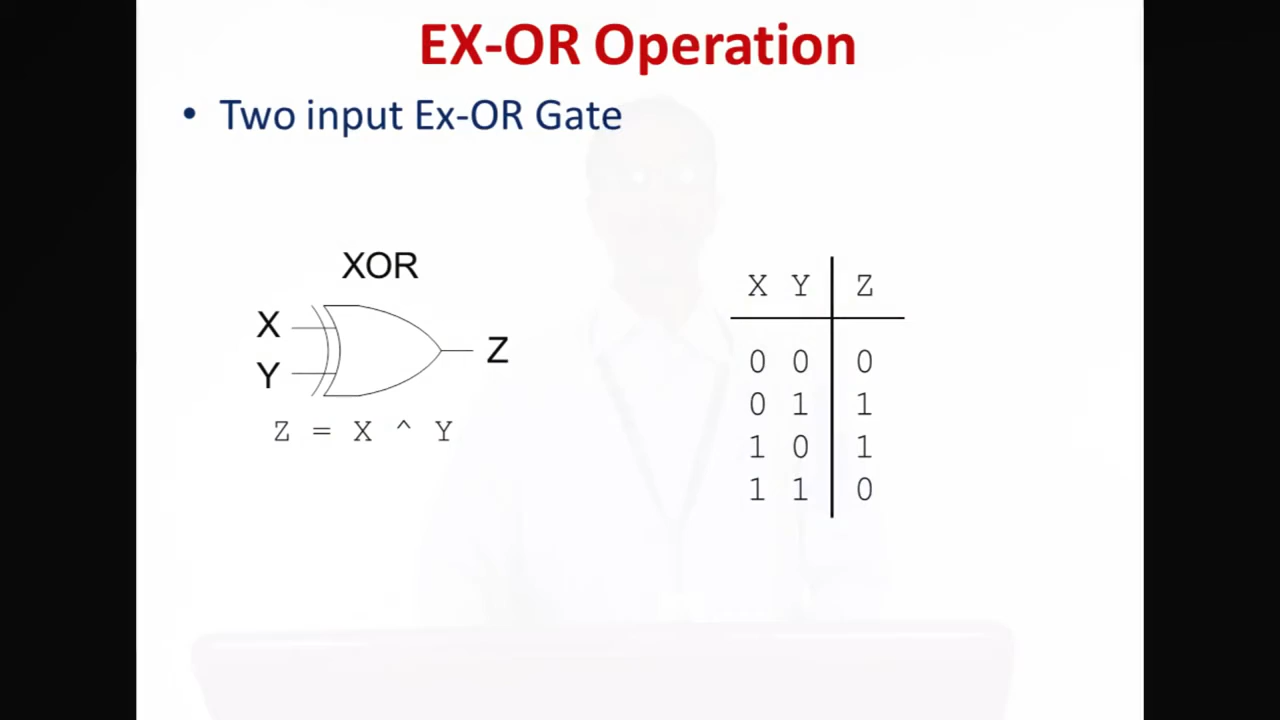 EX-OR Operation
• Two input Ex-OR Gate
XOR
X
Y
Z
Z = X ^ Y
X Y Z
0 0 0
0 1 1
1 0 1
1 1 0